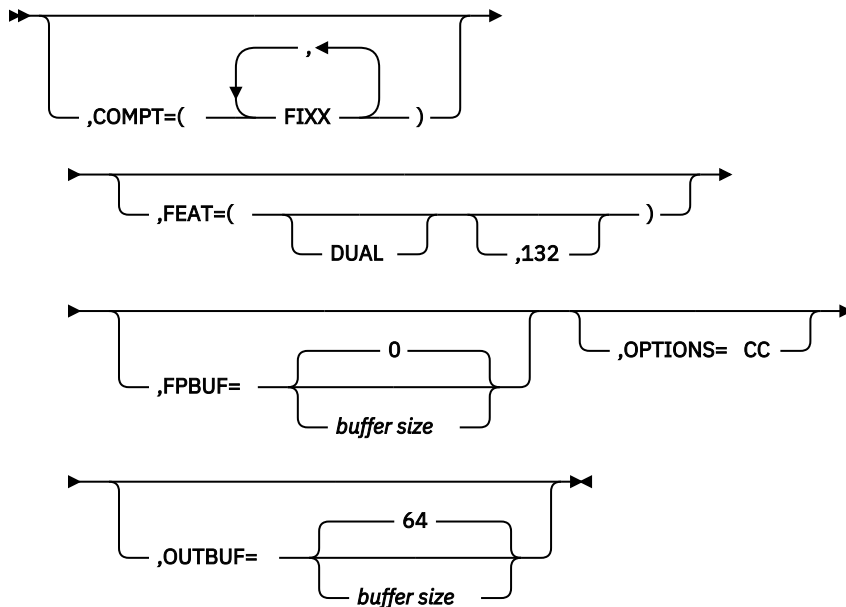 ,
,COMPT=( FIXX )
,FEAT=( DUAL ,132 )
0
,FPBUF= buffer size ,OPTIONS= CC
64
,OUTBUF= buffer size